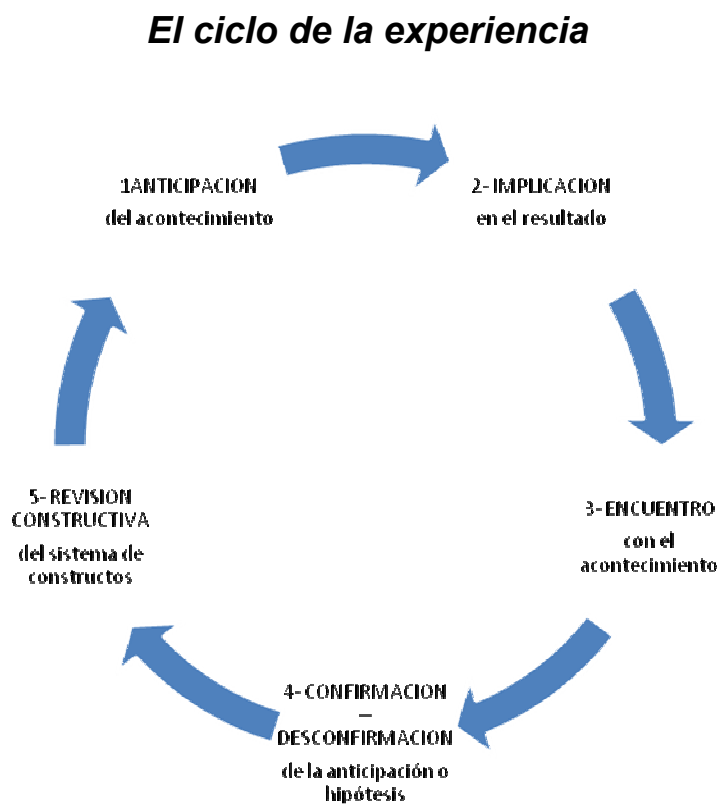 El ciclo de la experiencia
1ANTICIPACION
del acontecimiento
2- IMPLICACION
en el resultado
3- ENCUENTRO
con el
acontecimiento
4- CONFIRMACION
–
DESCONFIRMACION
de la anticipación o
hipótesis
5- REVISION
CONSTRUCTIVA
del sistema de
constructos